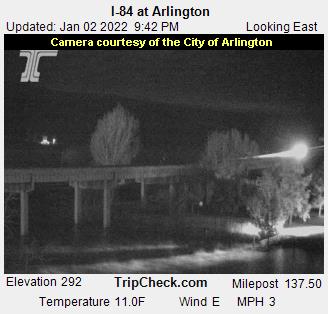 I-84 at Arlington
Updated: Jan 02 2022 9:42 PM Looking East
Camera courtesy of the City of Arlington
Elevation 292 TripCheck.com Milepost 137.50
Temperature 11.0F Wind E MPH 3